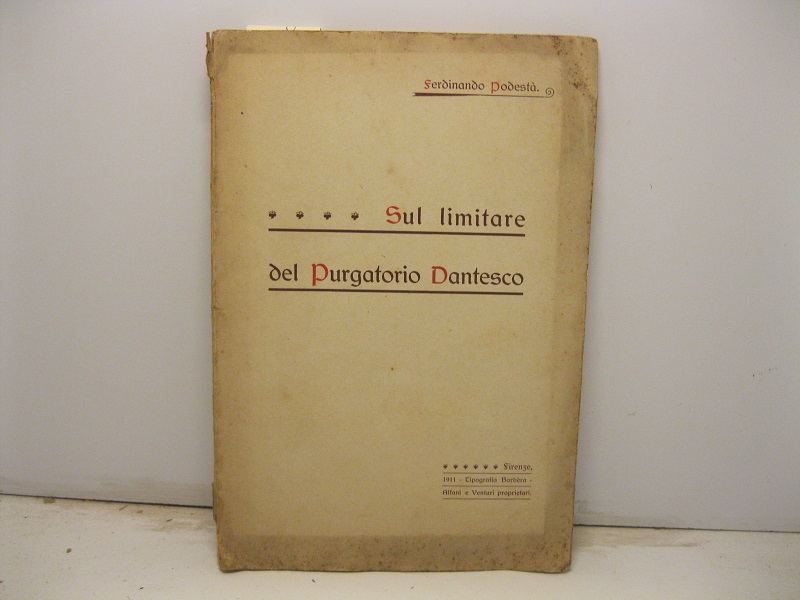 Ferdinando Podestà.
Sul limitare
del Purgatorio Dantesco
Firenze,
1911 - Tipografia Barbèra -
Alfani e Venturi proprietari.